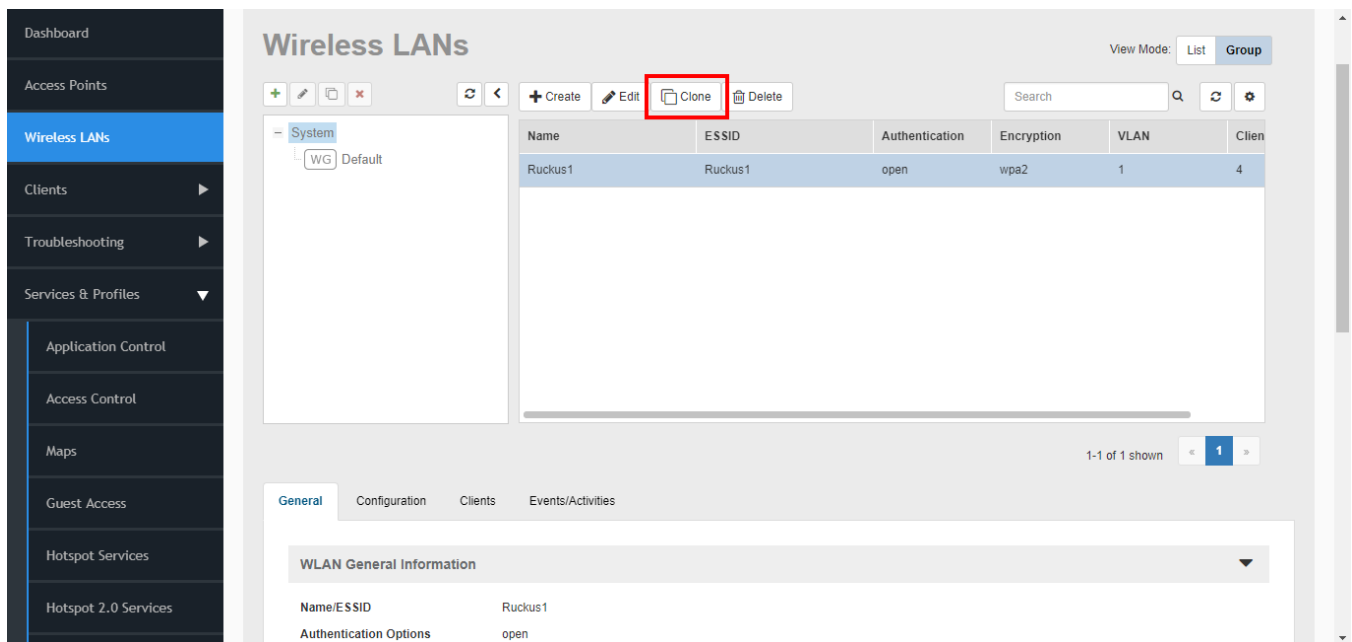 Dashboard
Access Points
Wireless LANs
Clients
Troubleshooting
Services & Profiles
Application Control
Access Control
Maps
Guest Access
Hotspot Services
Hotspot 2.0 Services
Wireless LANs
View Mode: List Group
Create Edit Clone Delete Search
System
WG Default
Name ESSID Authentication Encryption VLAN Clien
Ruckus1 Ruckus1 open wpa2 1 4
1-1 of 1 shown « 1 »
General Configuration Clients Events/Activities
WLAN General Information
Name/ESSID Ruckus1
Authentication Options open